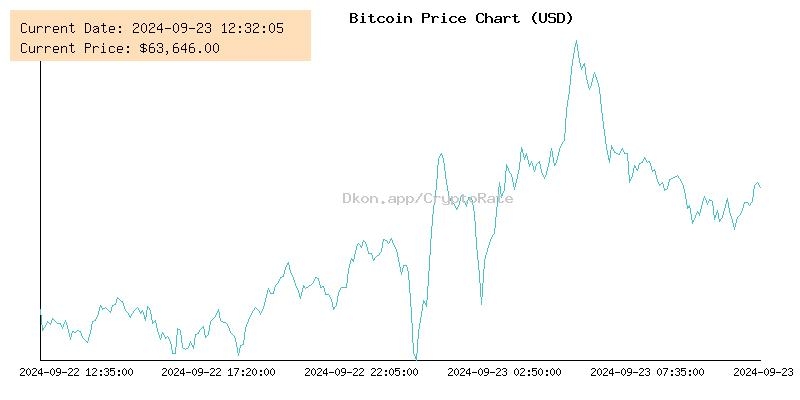 Bitcoin Price Chart (USD)
Current Date: 2024-09-23 12:32:05
Current Price: $63,646.00
Dkon.app/CryptoRate
2024-09-22 12:35:00 2024-09-22 17:20:00 2024-09-22 22:05:00 2024-09-23 02:50:00 2024-09-23 07:35:00 2024-09-23